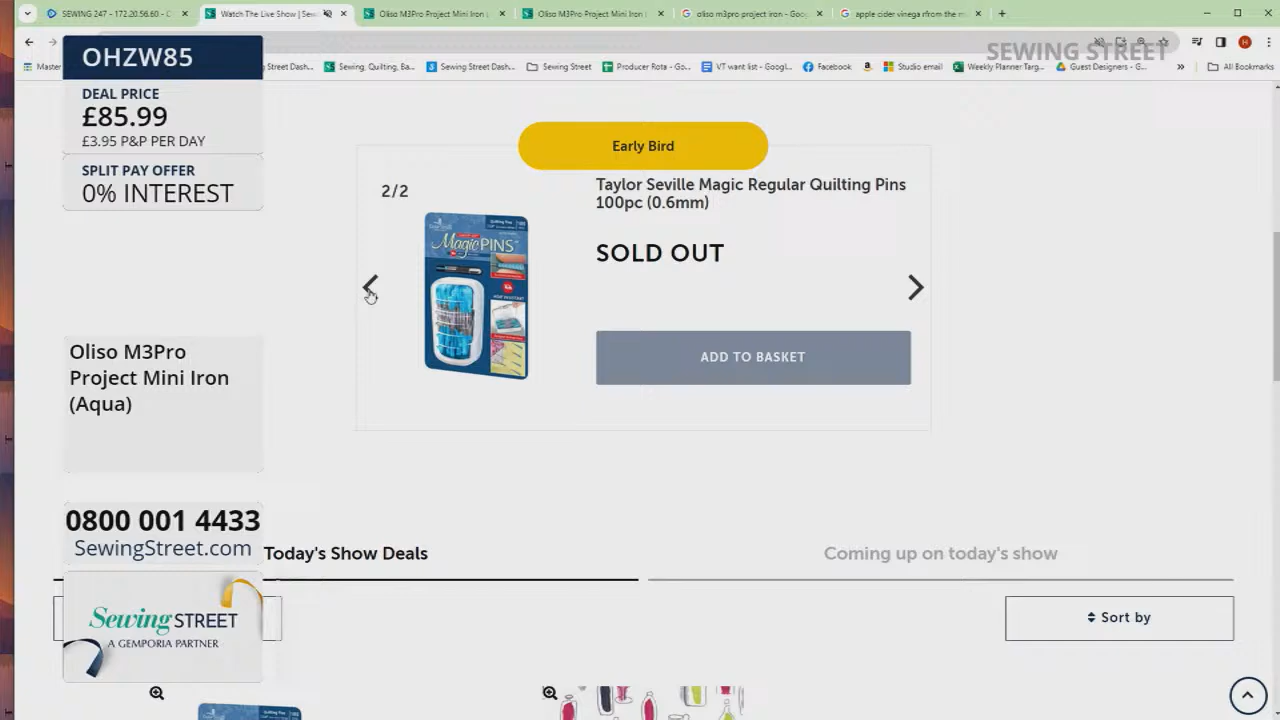 SEWING 247 - 172.20.56.60 - C
Watch The Live Show | Sew
Oliso M3Pro Project Mini Iron (
Oliso M3Pro Project Mini Iron (
oliso m3pro project iron - Goog
apple cider vinega rfrom the m
Master
Street Dash...
Sewing, Quilting, Ba...
Sewing Street Dash...
Sewing Street
Producer Rota - Go...
VT want list - Googl...
Facebook
Studio email
Weekly Planner Targ...
Guest Designers - G...
»
All Bookmarks
SEWING STREET
OHZW85
DEAL PRICE
£85.99
£3.95 P&P PER DAY
SPLIT PAY OFFER
0% INTEREST
Early Bird
2/2
Taylor Seville Magic Regular Quilting Pins
100pc (0.6mm)
SOLD OUT
Magic PINS
ADD TO BASKET
Oliso M3Pro
Project Mini Iron
(Aqua)
0800 001 4433
SewingStreet.com
Today's Show Deals
Coming up on today's show
Sewing STREET
A GEMPORIA PARTNER
Sort by